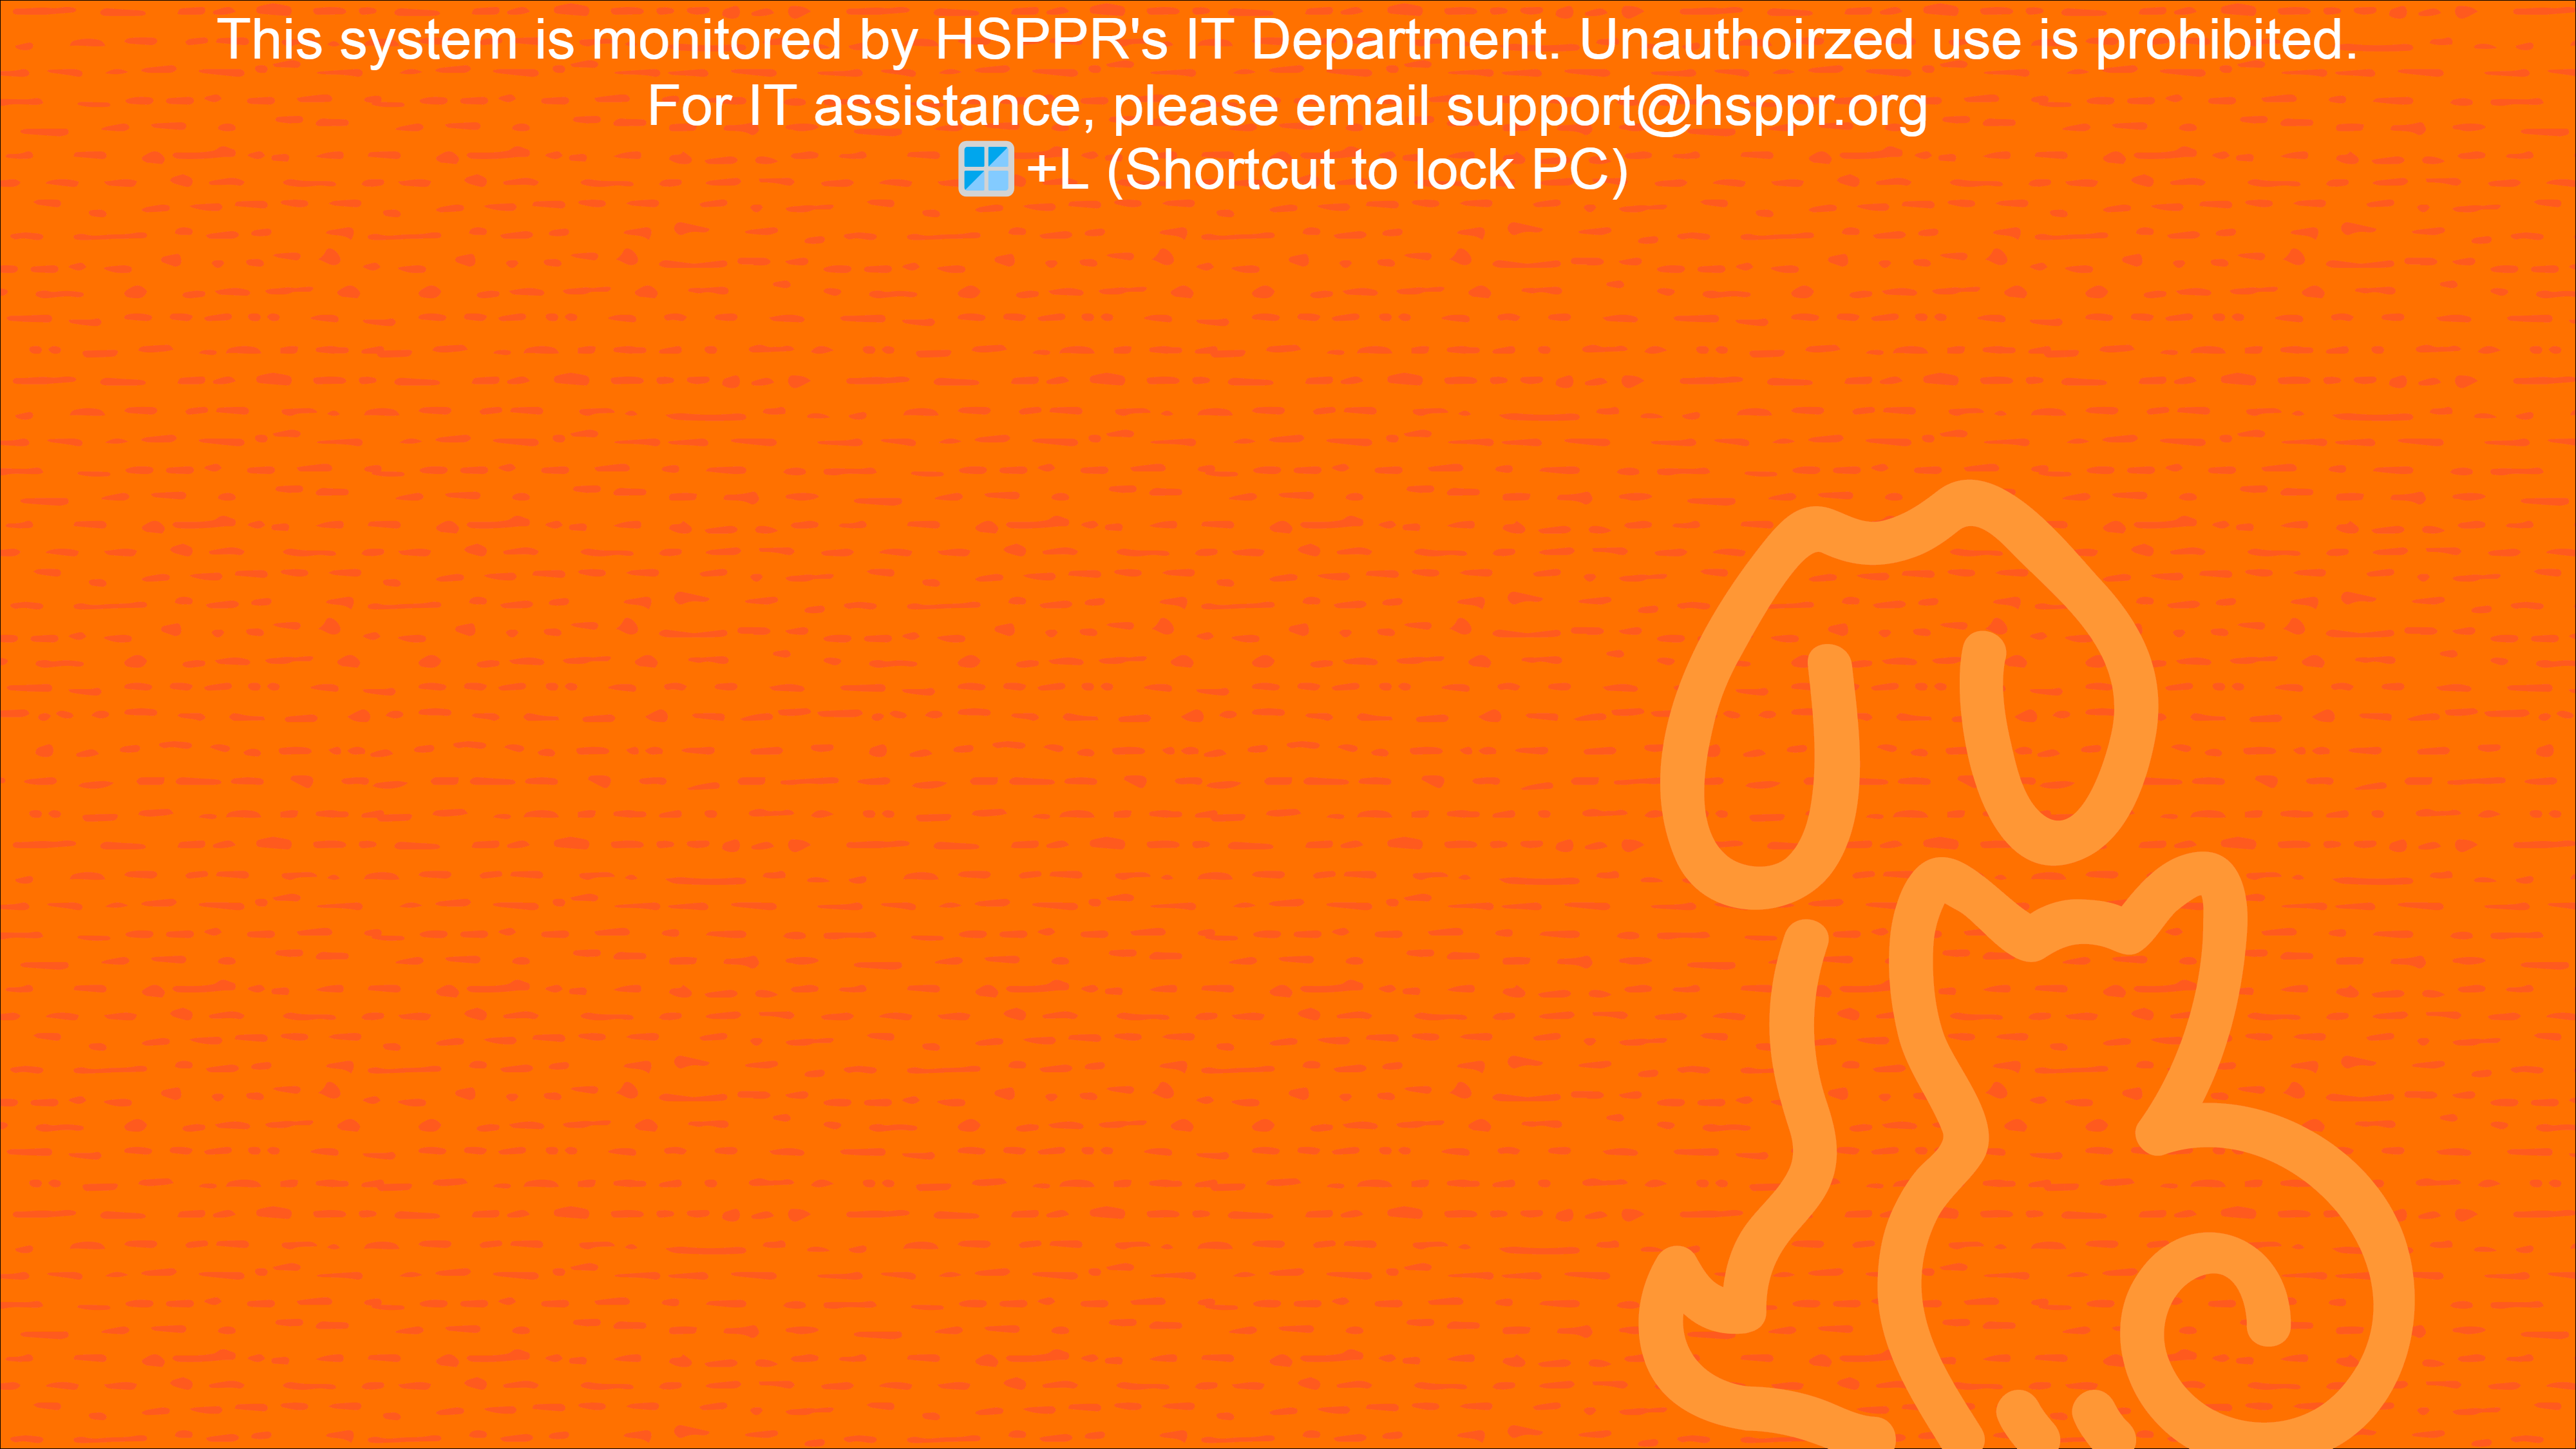 This system is monitored by HSPPR's IT Department. Unauthoirzed use is prohibited.
For IT assistance, please email support@hsppr.org
+L (Shortcut to lock PC)